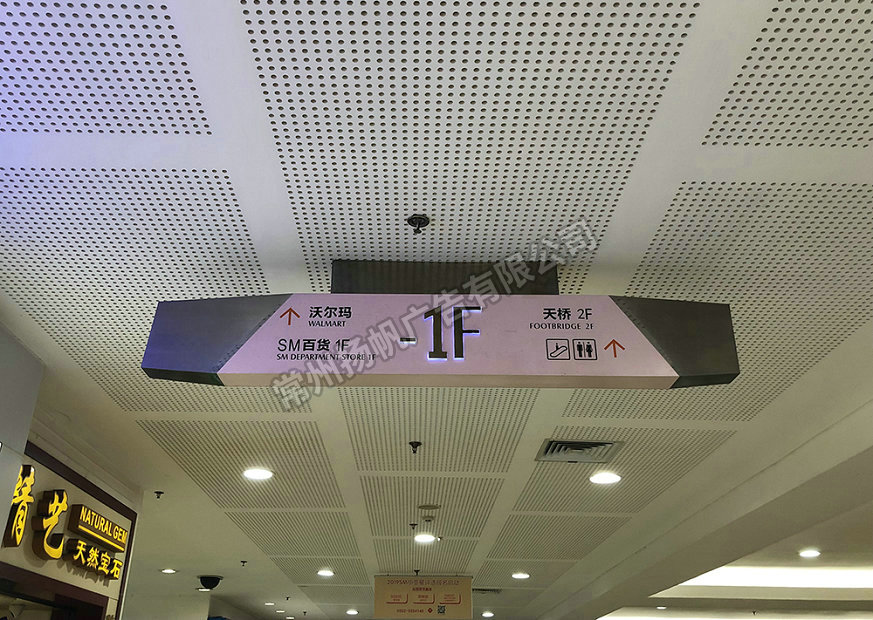 沃尔玛
WALMART
SM百货 1F
SM DEPARTMENT STORE 1F
-1F
天桥 2F
FOOTBRIDGE 2F
常州扬帆广告有限公司
NATURAL GEM
天然宝石